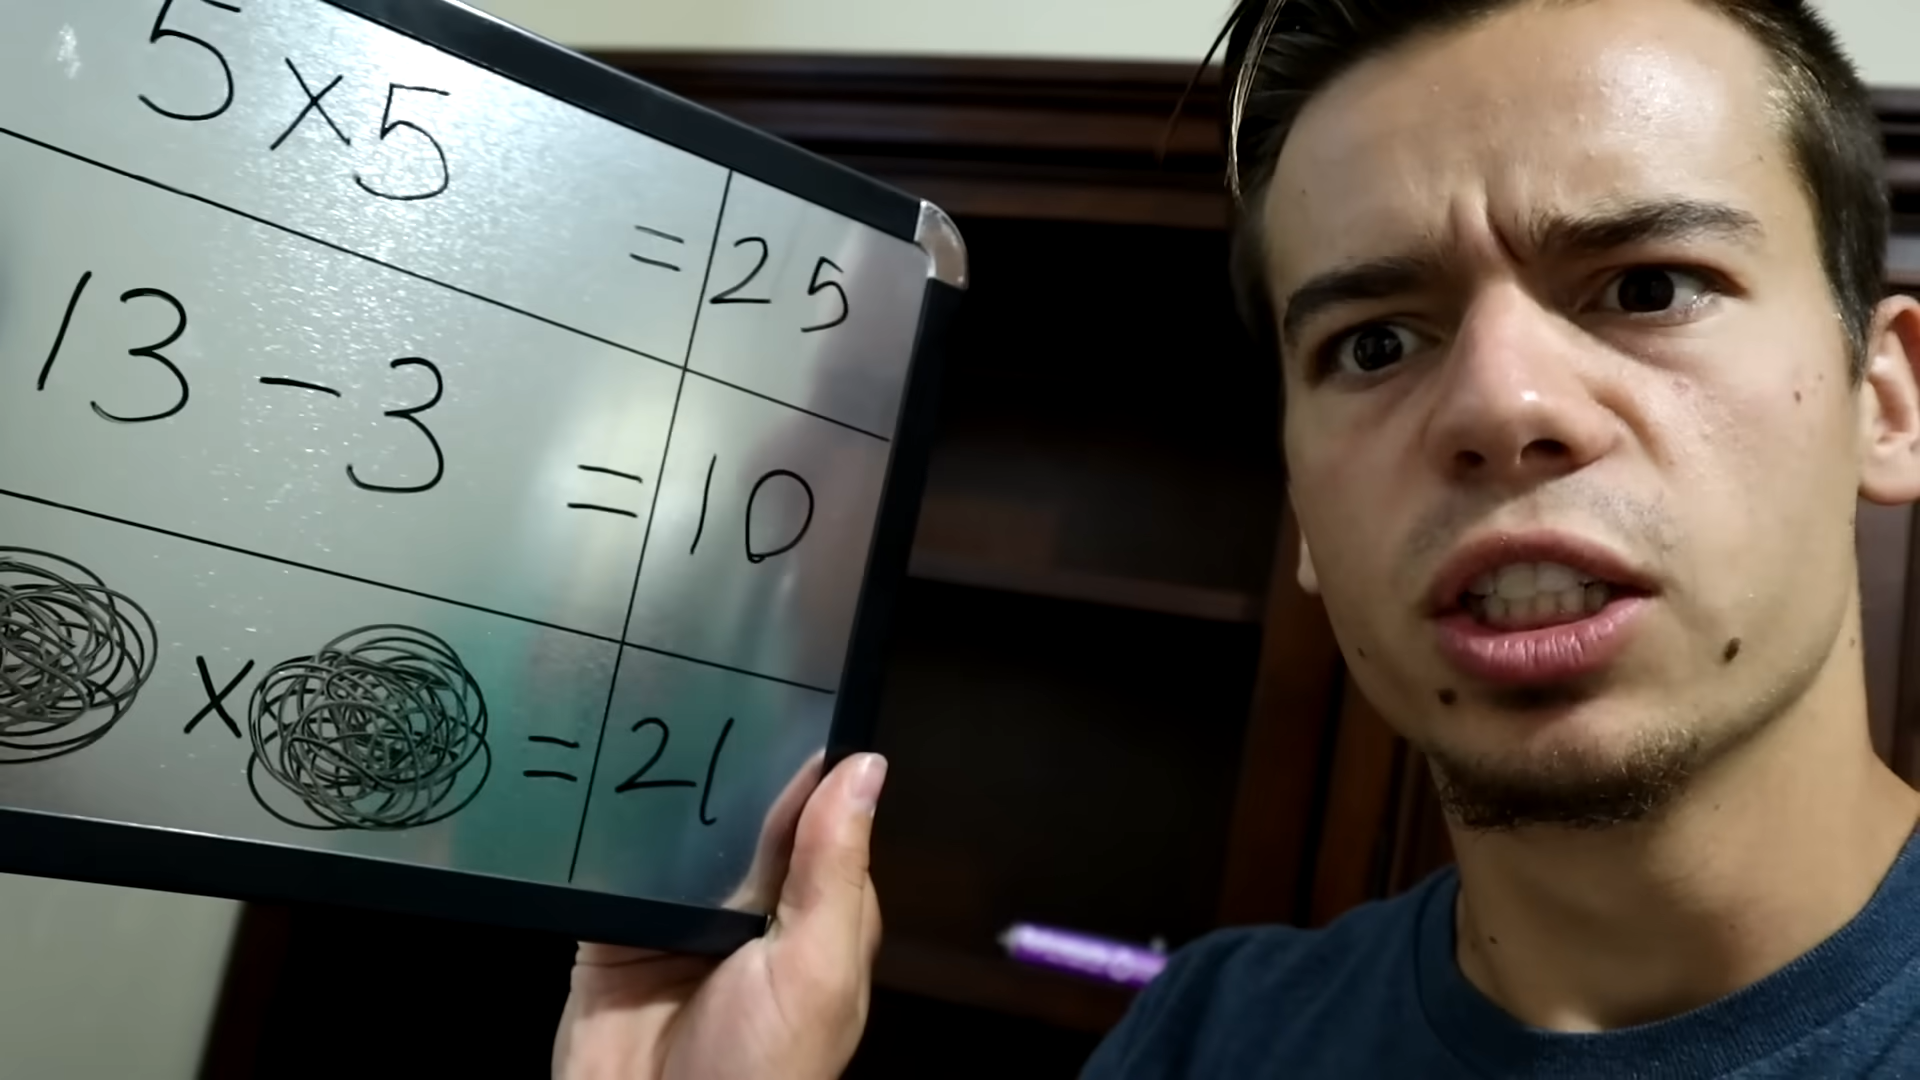 5×5 = 25
13-3 = 10
× = 21